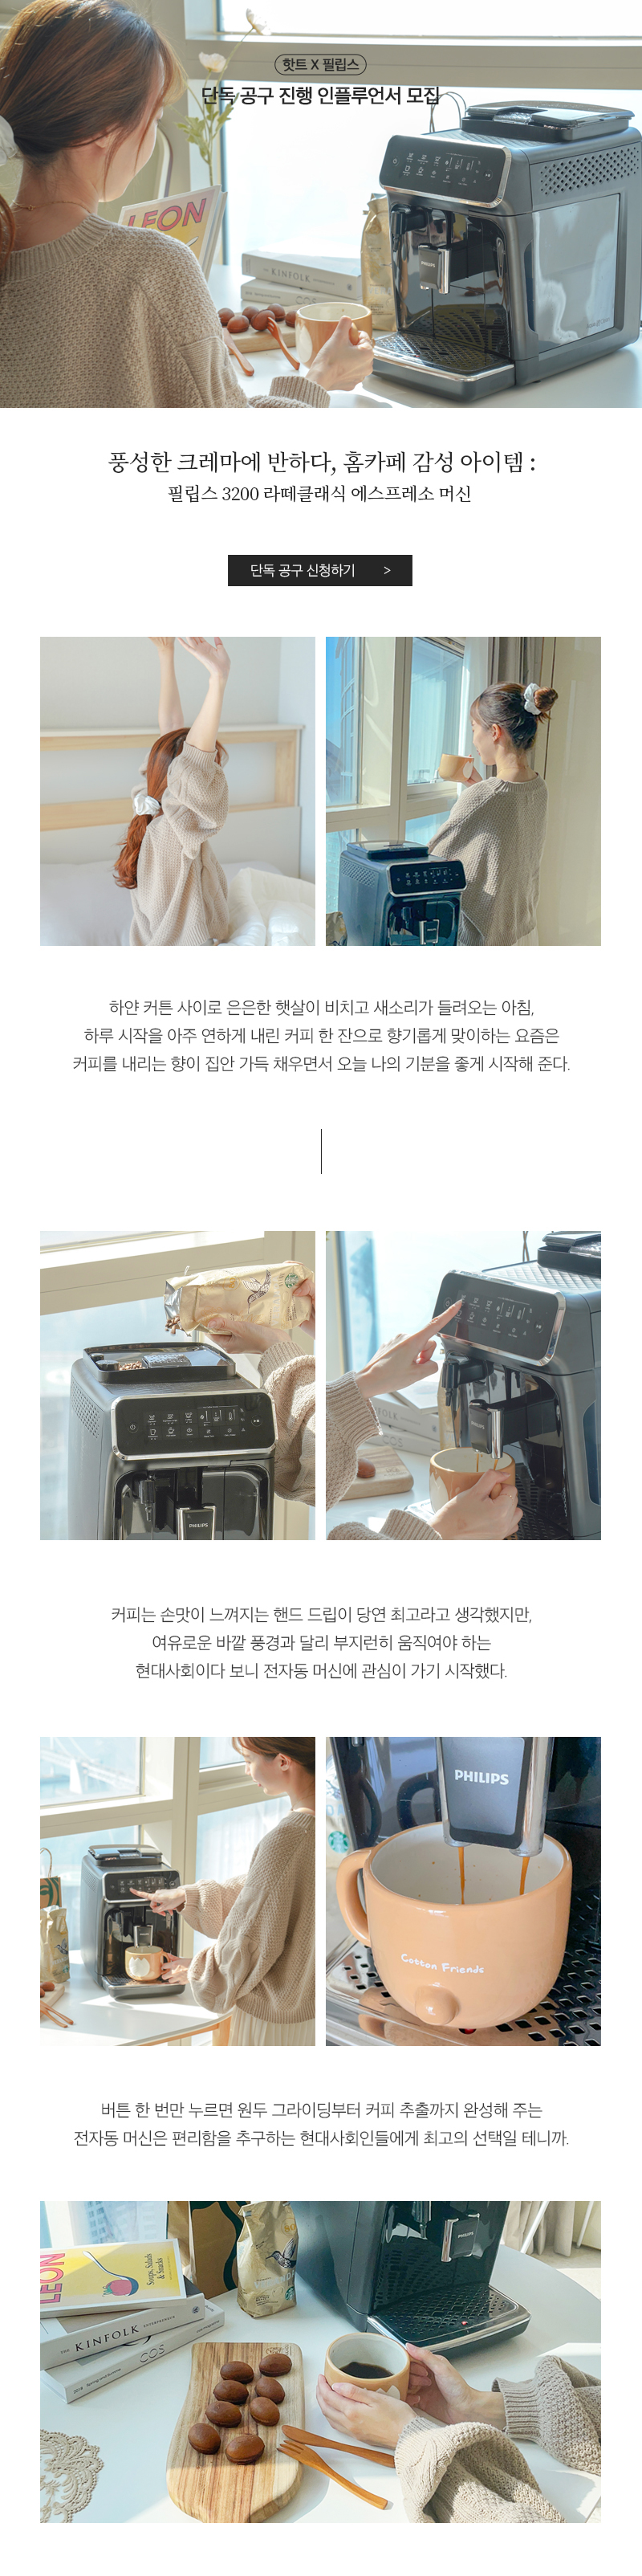 핫트 X 필립스
단독 공구 진행 인플루언서 모집
LEON
KINFOLK
PHILIPS
풍성한 크레마에 반하다, 홈카페 감성 아이템 :
필립스 3200 라떼클래식 에스프레소 머신
단독 공구 신청하기 >
하얀 커튼 사이로 은은한 햇살이 비치고 새소리가 들려오는 아침,
하루 시작을 아주 연하게 내린 커피 한 잔으로 향기롭게 맞이하는 요즘은
커피를 내리는 향이 집안 가득 채우면서 오늘 나의 기분을 좋게 시작해 준다.
PHILIPS
커피는 손맛이 느껴지는 핸드 드립이 당연 최고라고 생각했지만,
여유로운 바깥 풍경과 달리 부지런히 움직여야 하는
현대사회이다 보니 전자동 머신에 관심이 가기 시작했다.
PHILIPS
Cotton Friends
버튼 한 번만 누르면 원두 그라이딩부터 커피 추출까지 완성해 주는
전자동 머신은 편리함을 추구하는 현대사회인들에게 최고의 선택일 테니까.
LEON
Soups, Salads
& Snacks
THE KINFOLK ENTREPRENEUR
COS
PHILIPS